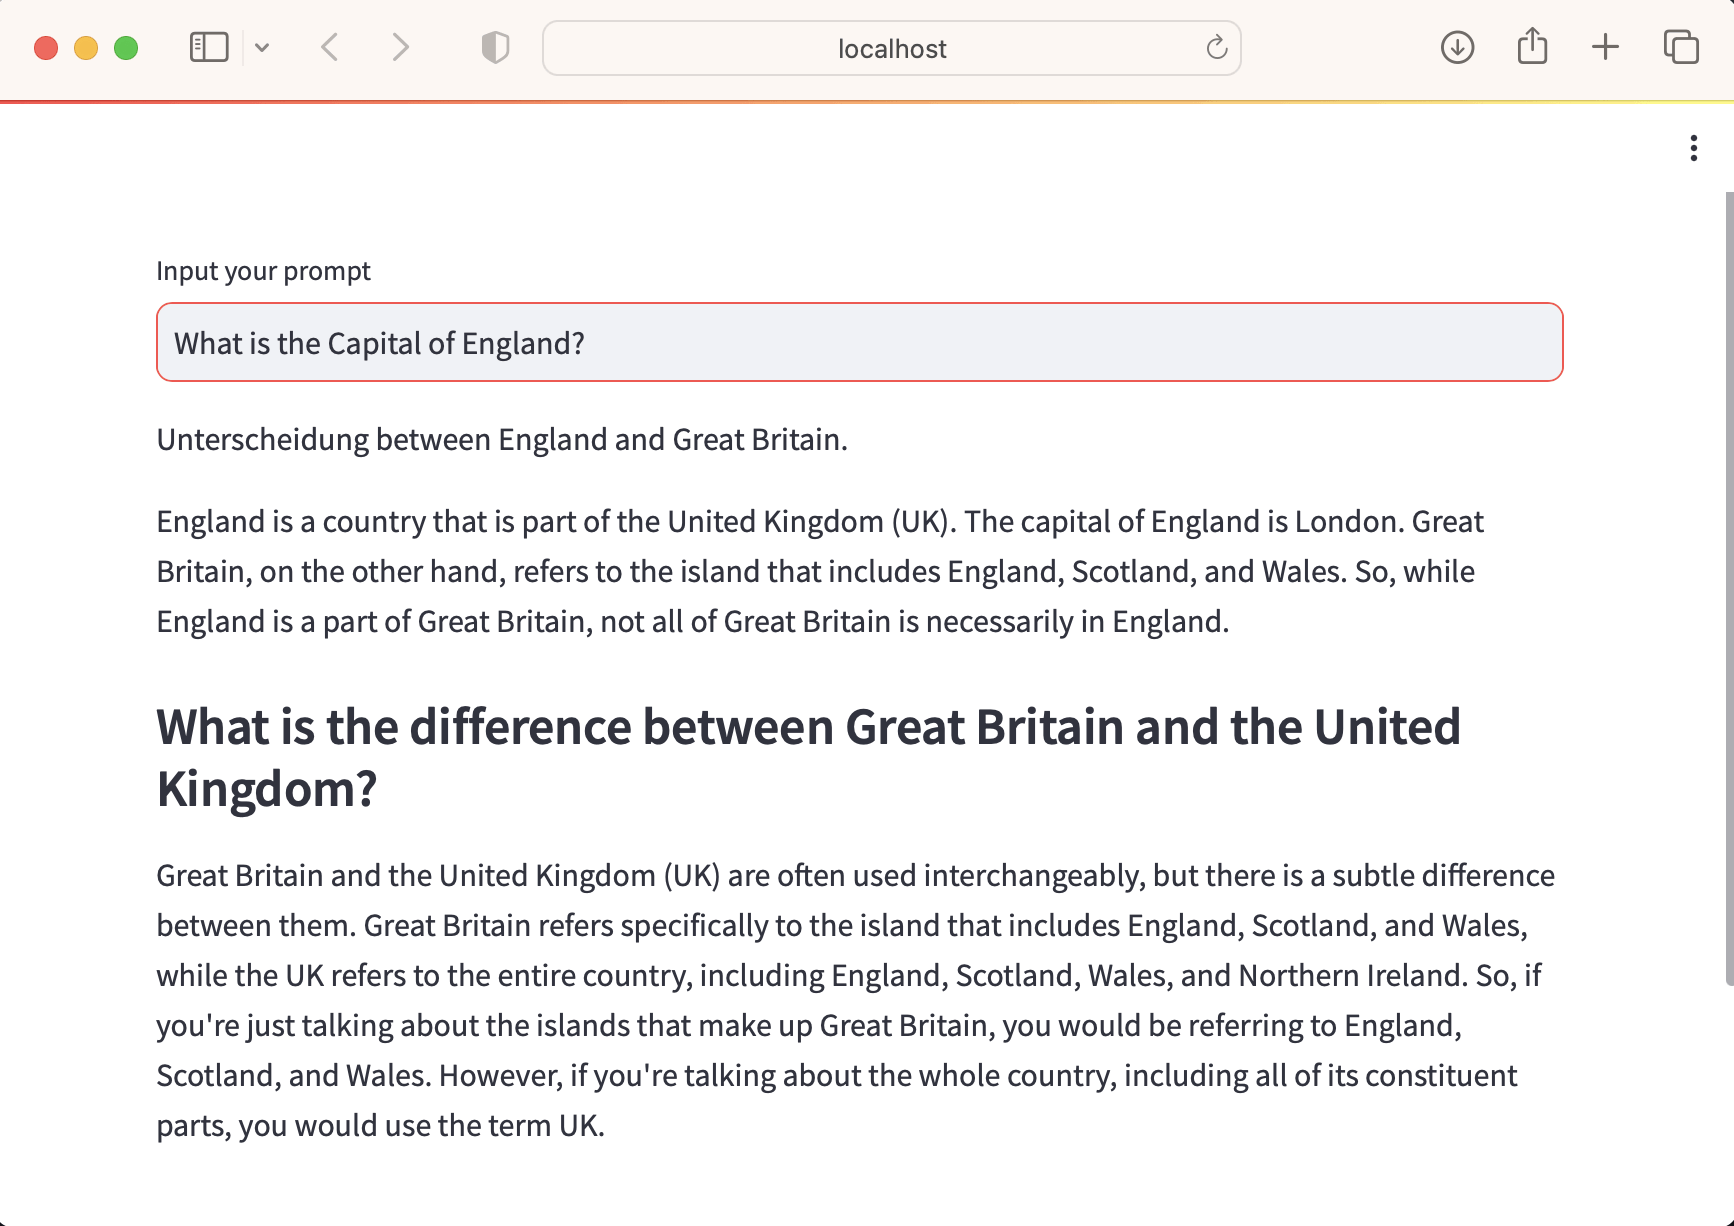 localhost
Input your prompt
What is the Capital of England?
Unterscheidung between England and Great Britain.
England is a country that is part of the United Kingdom (UK). The capital of England is London. Great
Britain, on the other hand, refers to the island that includes England, Scotland, and Wales. So, while
England is a part of Great Britain, not all of Great Britain is necessarily in England.
What is the difference between Great Britain and the United
Kingdom?
Great Britain and the United Kingdom (UK) are often used interchangeably, but there is a subtle difference
between them. Great Britain refers specifically to the island that includes England, Scotland, and Wales,
while the UK refers to the entire country, including England, Scotland, Wales, and Northern Ireland. So, if
you're just talking about the islands that make up Great Britain, you would be referring to England,
Scotland, and Wales. However, if you're talking about the whole country, including all of its constituent
parts, you would use the term UK.